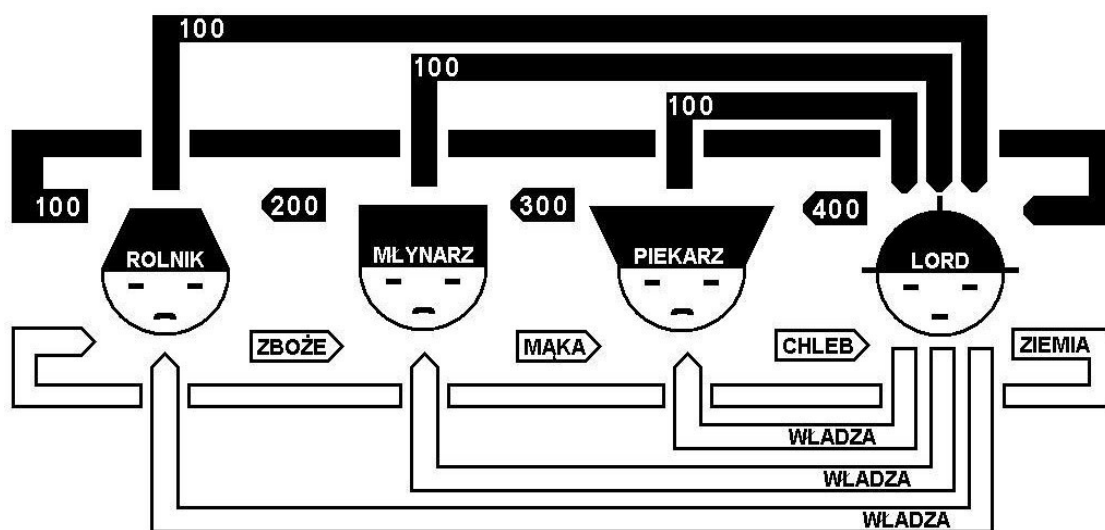 100
100
100
100
200
300
400
ROLNIK
MŁYNARZ
PIEKARZ
LORD
ZBOŻE
MĄKA
CHLEB
ZIEMIA
WŁADZA
WŁADZA
WŁADZA